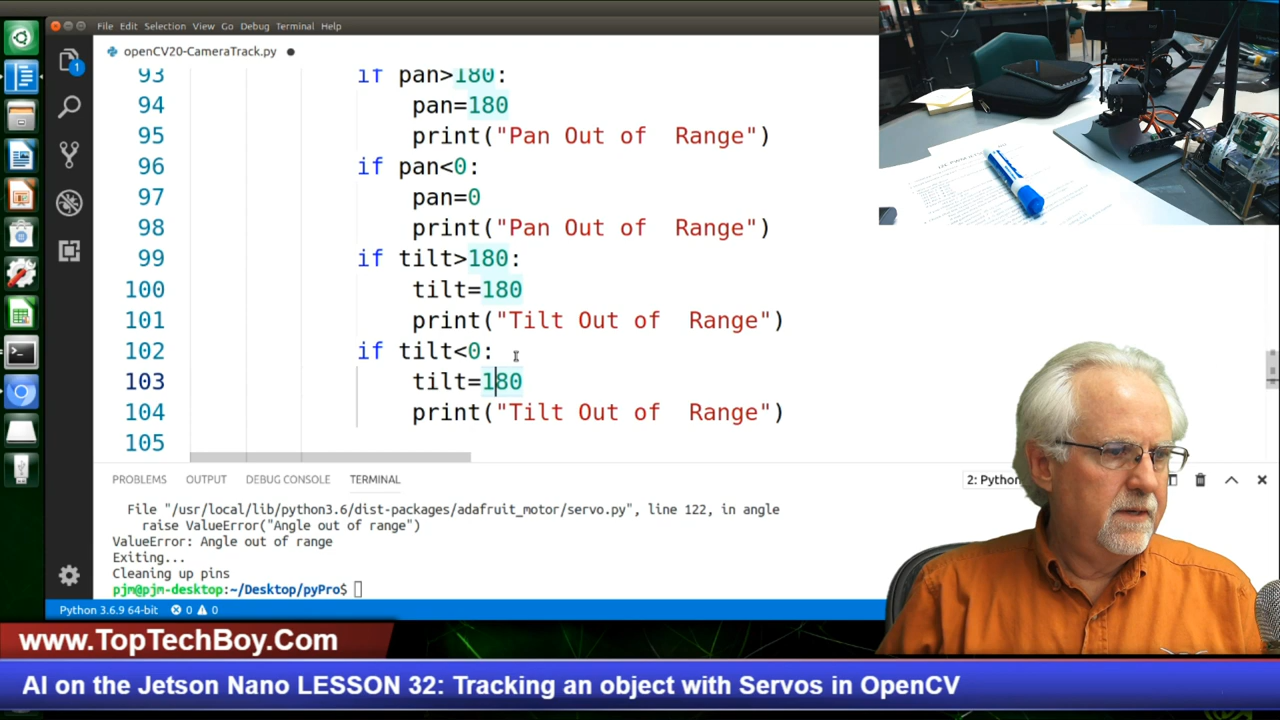 File Edit Selection View Go Debug Terminal Help
openCV20-CameraTrack.py
93 if pan>180:
94 pan=180
95 print("Pan Out of  Range")
96 if pan<0:
97 pan=0
98 print("Pan Out of  Range")
99 if tilt>180:
100 tilt=180
101 print("Tilt Out of  Range")
102 if tilt<0:
103 tilt=180
104 print("Tilt Out of  Range")
105
1
PROBLEMS OUTPUT DEBUG CONSOLE TERMINAL 2: Python
File "/usr/local/lib/python3.6/dist-packages/adafruit_motor/servo.py", line 122, in angle
raise ValueError("Angle out of range")
ValueError: Angle out of range
Exiting...
Cleaning up pins
pjm@pjm-desktop:~/Desktop/pyPro$
Python 3.6.9 64-bit 0 0
www.TopTechBoy.Com
AI on the Jetson Nano LESSON 32: Tracking an object with Servos in OpenCV